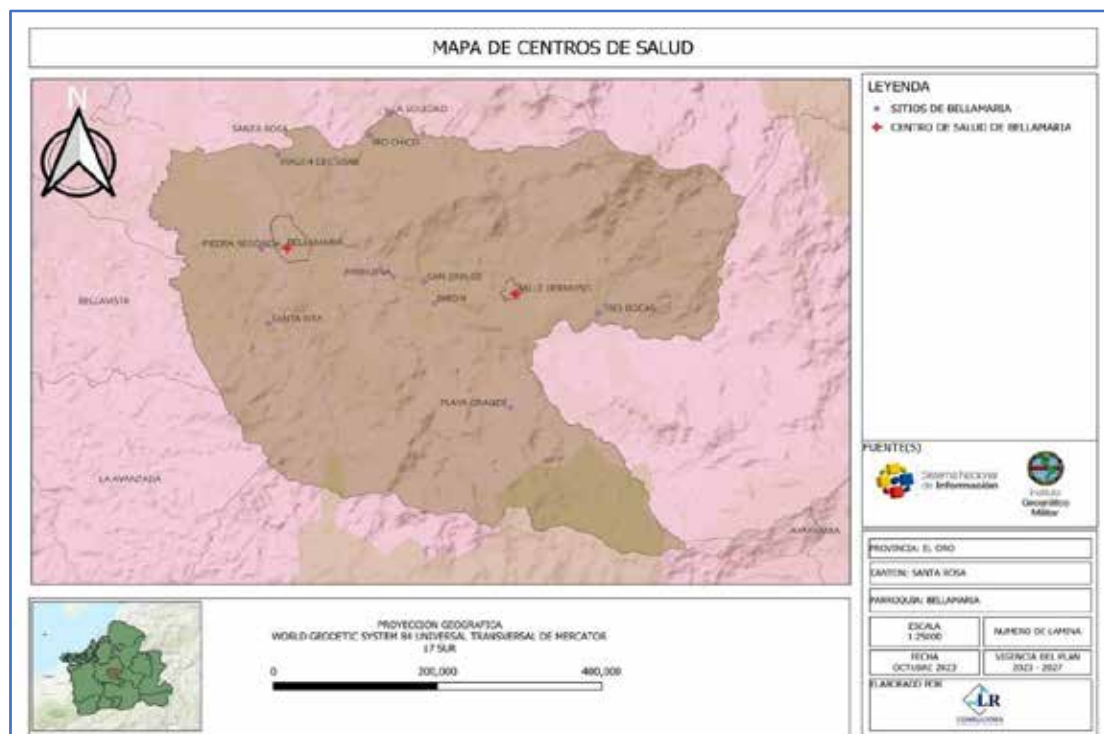 MAPA DE CENTROS DE SALUD
N
LA SOLEDAD
SANTA ROSA
RIO CHICO
PIEDRA
BELLAMARIA
SAN
VALLE HERMOSO
TRES BOCAS
BELLAVISTA
SANTA
PLAYA GRANDE
LA AVANZADA
LEYENDA
SITIOS DE BELLAMARIA
CENTRO DE SALUD DE BELLAMARIA
FUENTE(S)
Sistema Nacional
de Información
Instituto
Geográfico
Militar
PROVINCIA: EL ORO
CANTON: SANTA ROSA
PARROQUIA: BELLAMARIA
ESCALA
1:25000
NUMERO DE LAMINA
FECHA
OCTUBRE 2023
VIGENCIA DEL PLAN
2023 - 2027
ELABORADO POR
LR
CONSULTORES
PROYECCIÓN GEOGRAFICA
WORLD GEODETIC SYSTEM 84 UNIVERSAL TRANSVERSAL DE MERCATOR
17 SUR
0 200,000 400,000